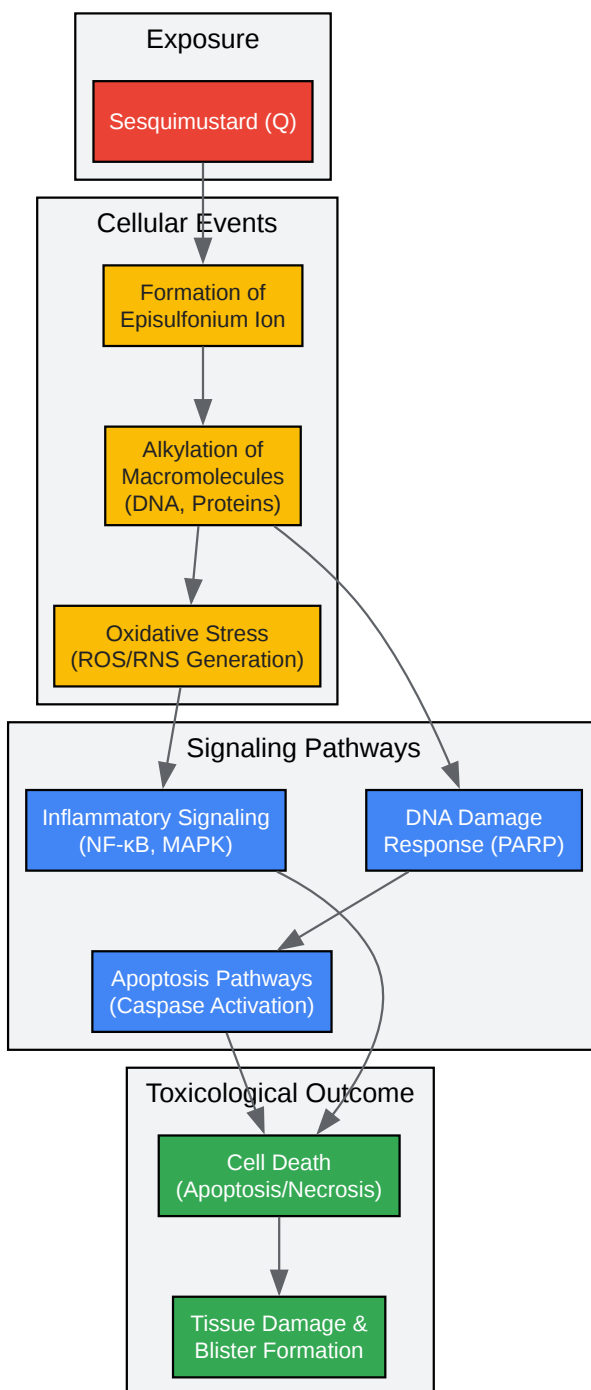 Exposure
Sesquimustard (Q)
Cellular Events
Formation of
Episulfonium Ion
Alkylation of
Macromolecules
(DNA, Proteins)
Oxidative Stress
(ROS/RNS Generation)
Signaling Pathways
Inflammatory Signaling
(NF-κB, MAPK)
DNA Damage
Response (PARP)
Apoptosis Pathways
(Caspase Activation)
Toxicological Outcome
Cell Death
(Apoptosis/Necrosis)
Tissue Damage &
Blister Formation